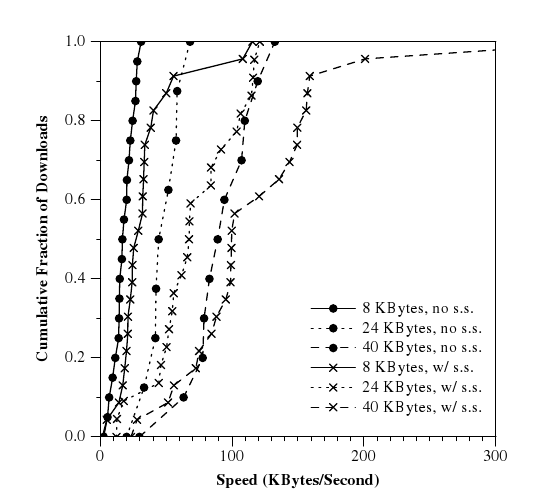 1.0
0.8
0.6
0.4
0.2
0.0
Cumulative Fraction of Downloads
8 KBytes, no s.s.
24 KBytes, no s.s.
40 KBytes, no s.s.
8 KBytes, w/ s.s.
24 KBytes, w/ s.s.
40 KBytes, w/ s.s.
0 100 200 300
Speed (KBytes/Second)